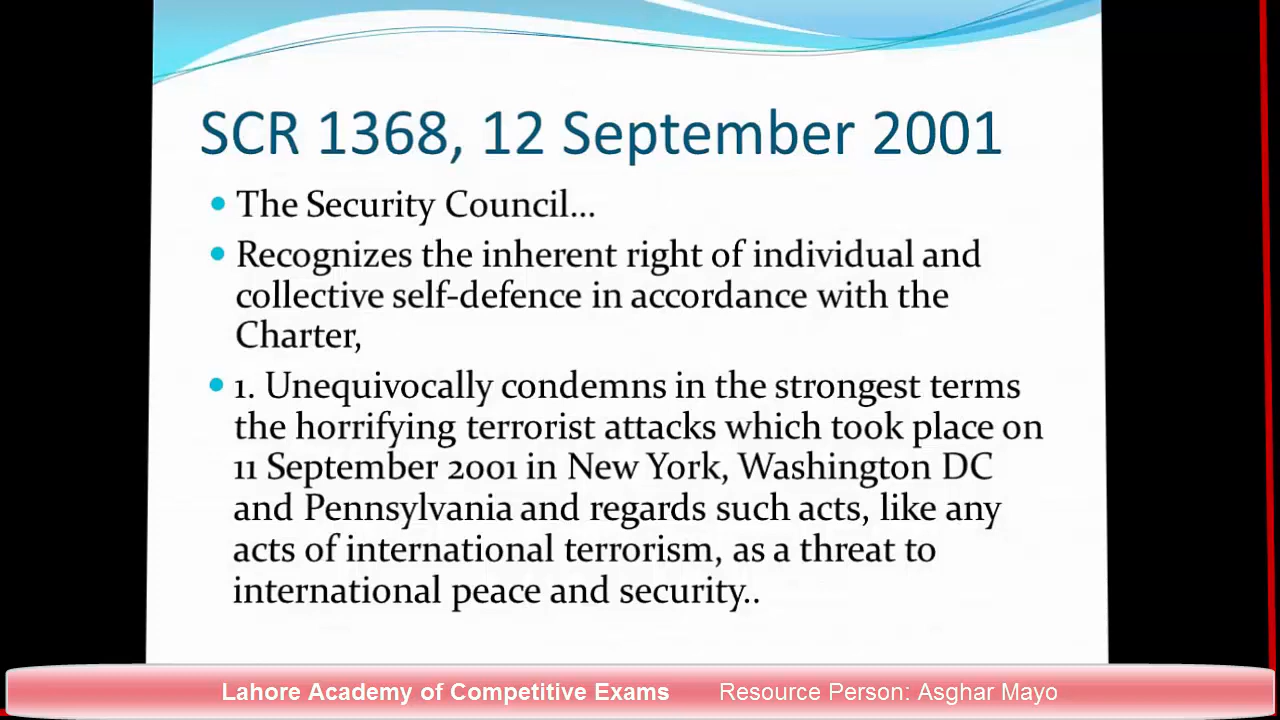 SCR 1368, 12 September 2001
• The Security Council...
• Recognizes the inherent right of individual and
collective self-defence in accordance with the
Charter,
• 1. Unequivocally condemns in the strongest terms
the horrifying terrorist attacks which took place on
11 September 2001 in New York, Washington DC
and Pennsylvania and regards such acts, like any
acts of international terrorism, as a threat to
international peace and security..
Lahore Academy of Competitive Exams Resource Person: Asghar Mayo